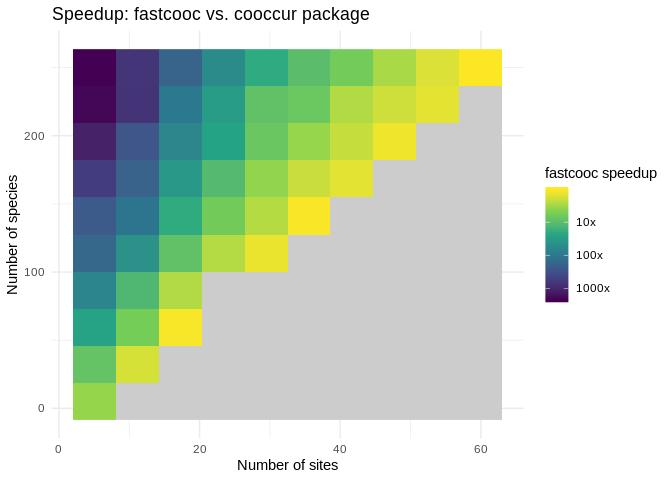 Speedup: fastcooc vs. cooccur package
Number of species
200
100
0
0
20
40
60
Number of sites
fastcooc speedup
10x
100x
1000x